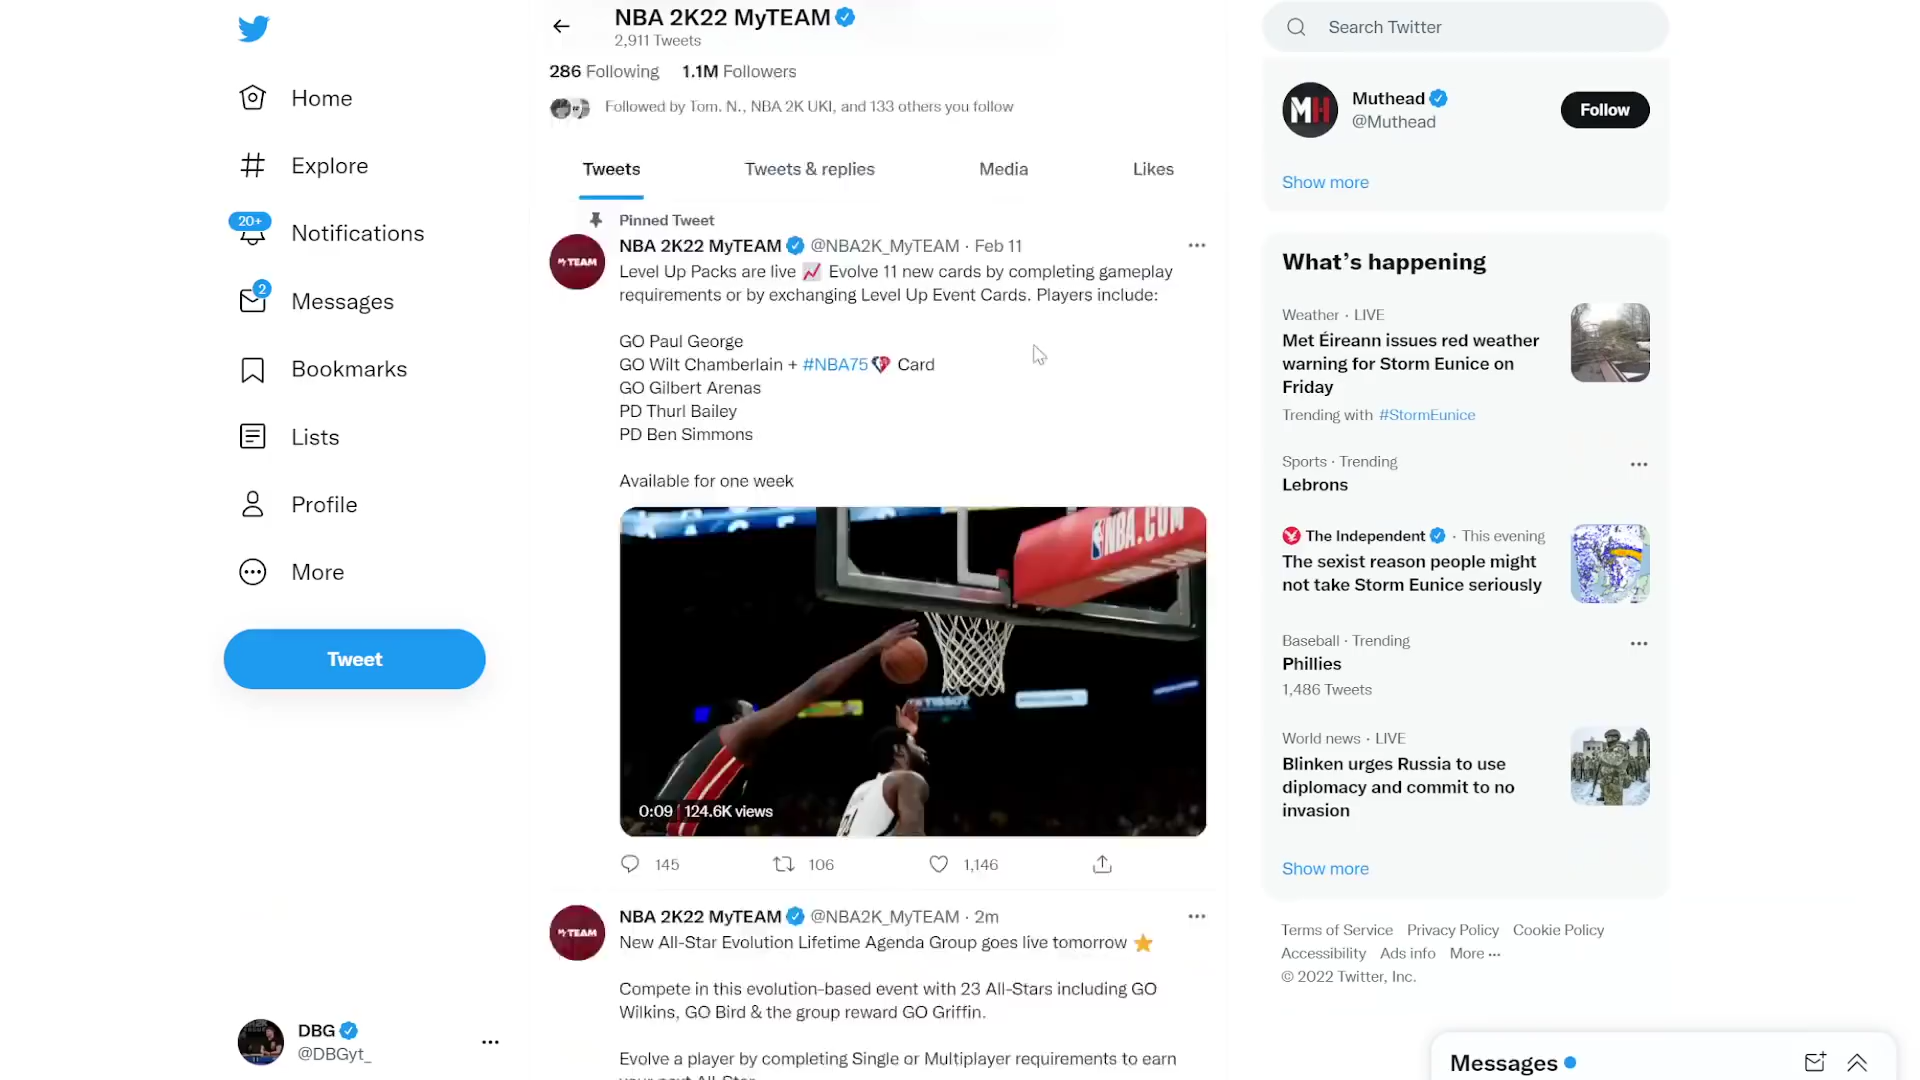 Home
Explore
20+
Notifications
2
Messages
Bookmarks
Lists
Profile
More
Tweet
DBG
@DBGyt_
NBA 2K22 MyTEAM
2,911 Tweets
286 Following 1.1M Followers
Followed by Tom. N., NBA 2K UKI, and 133 others you follow
Tweets Tweets & replies Media Likes
Pinned Tweet
MyTEAM
NBA 2K22 MyTEAM @NBA2K_MyTEAM · Feb 11
Level Up Packs are live 📈 Evolve 11 new cards by completing gameplay
requirements or by exchanging Level Up Event Cards. Players include:
GO Paul George
GO Wilt Chamberlain + #NBA75 Card
GO Gilbert Arenas
PD Thurl Bailey
PD Ben Simmons
Available for one week
NBA.COM
TISSOT
0:09 124.6K views
145 106 1,146
MyTEAM
NBA 2K22 MyTEAM @NBA2K_MyTEAM · 2m
New All-Star Evolution Lifetime Agenda Group goes live tomorrow ⭐
Compete in this evolution-based event with 23 All-Stars including GO
Wilkins, GO Bird & the group reward GO Griffin.
Evolve a player by completing Single or Multiplayer requirements to earn
your next All-Star
Search Twitter
MH
Muthead
@Muthead
Follow
Show more
What's happening
Weather · LIVE
Met Éireann issues red weather
warning for Storm Eunice on
Friday
Trending with #StormEunice
Sports · Trending
Lebrons
The Independent · This evening
The sexist reason people might
not take Storm Eunice seriously
Baseball · Trending
Phillies
1,486 Tweets
World news · LIVE
Blinken urges Russia to use
diplomacy and commit to no
invasion
Show more
Terms of Service Privacy Policy Cookie Policy
Accessibility Ads info More ···
© 2022 Twitter, Inc.
Messages